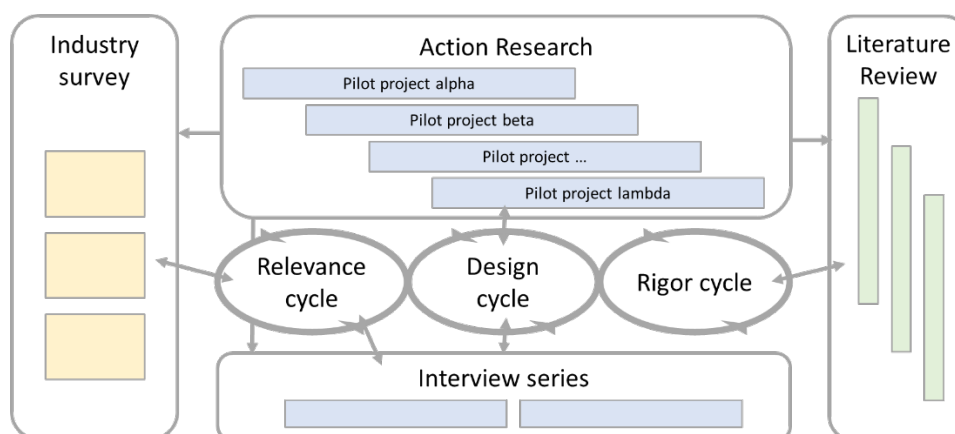 Industry
survey
Action Research
Pilot project alpha
Pilot project beta
Pilot project ...
Pilot project lambda
Literature
Review
Relevance
cycle
Design
cycle
Rigor cycle
Interview series